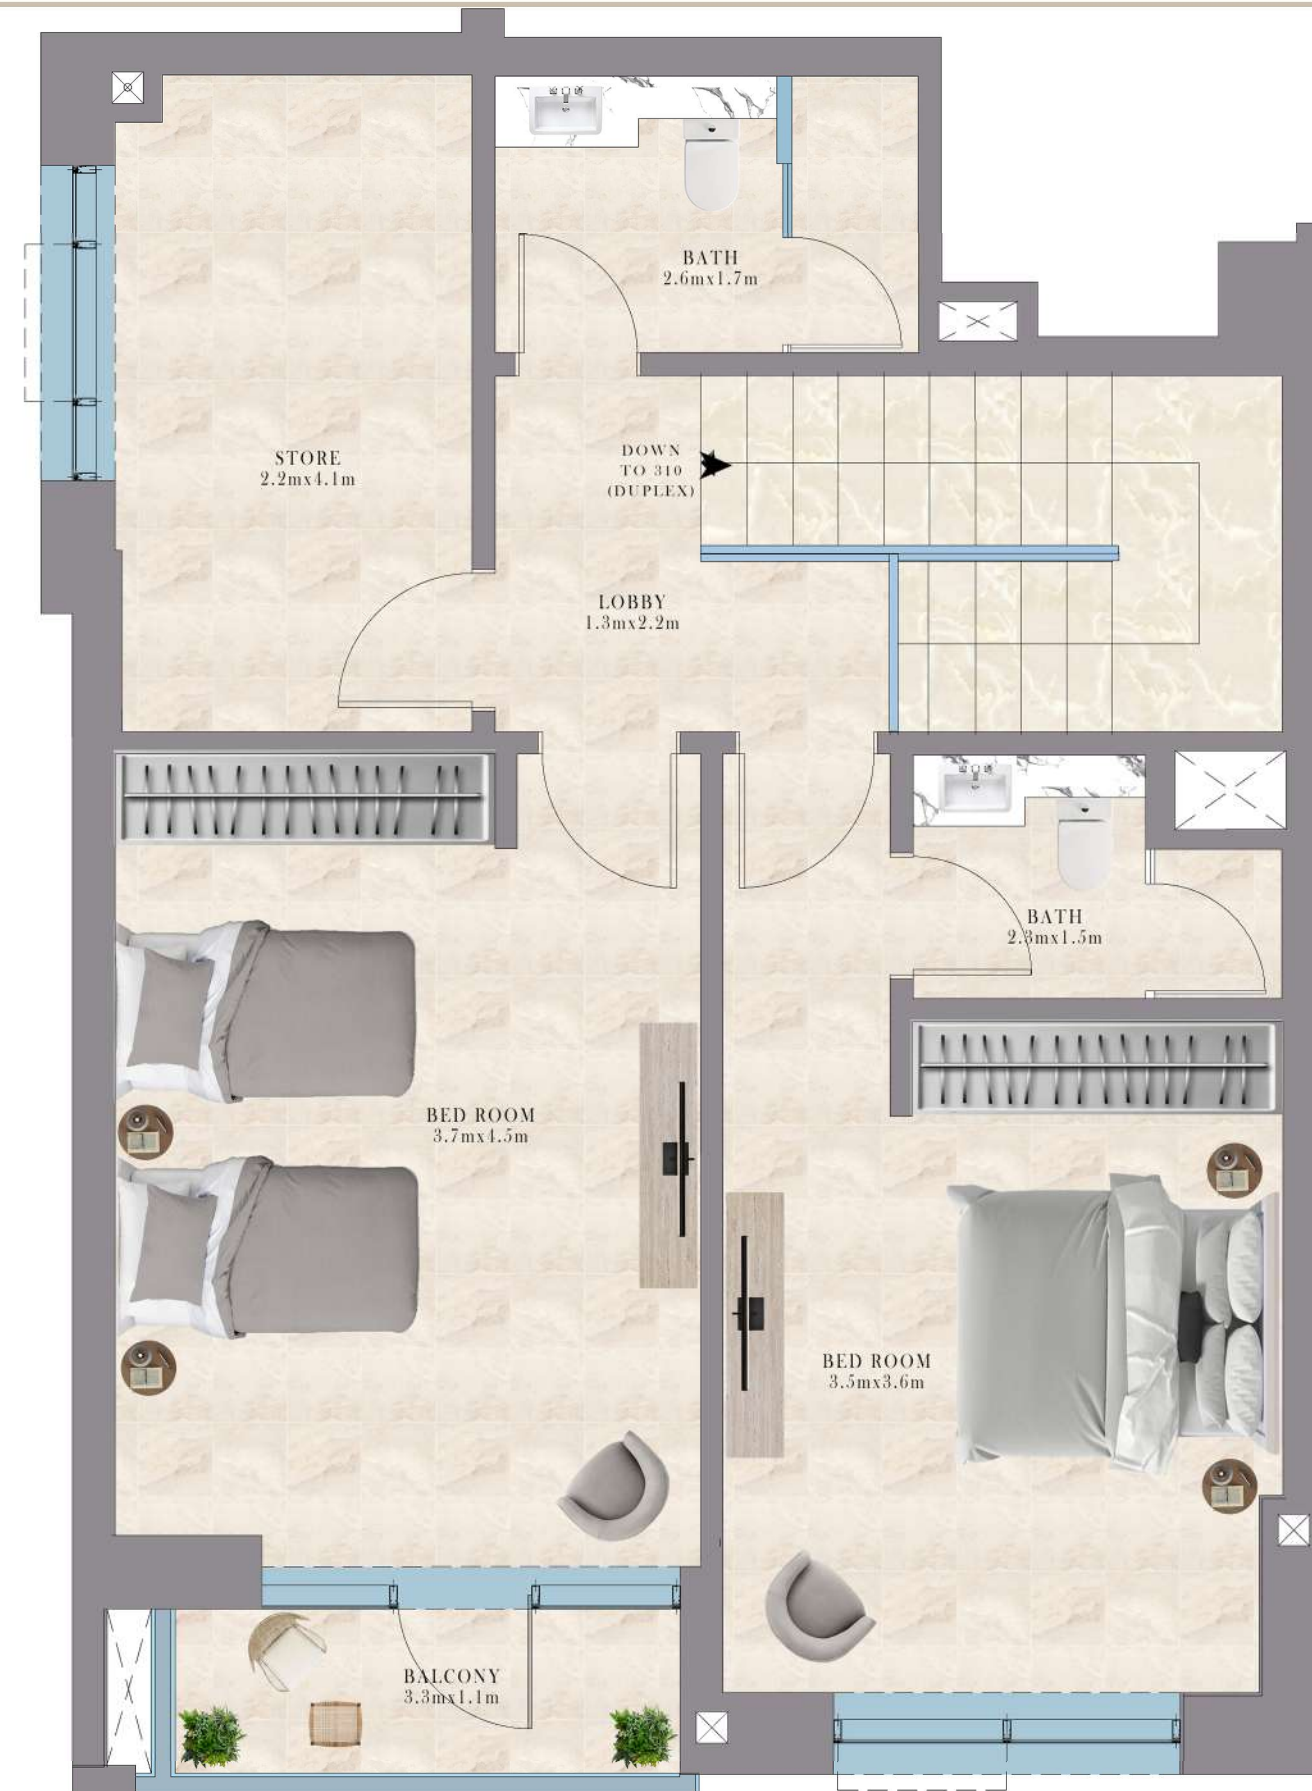 BATH
2.6mx1.7m
STORE
2.2mx4.1m
DOWN
TO 310
(DUPLEX)
LOBBY
1.3mx2.2m
BATH
2.3mx1.5m
BED ROOM
3.7mx4.5m
BED ROOM
3.5mx3.6m
BALCONY
3.3mx1.1m